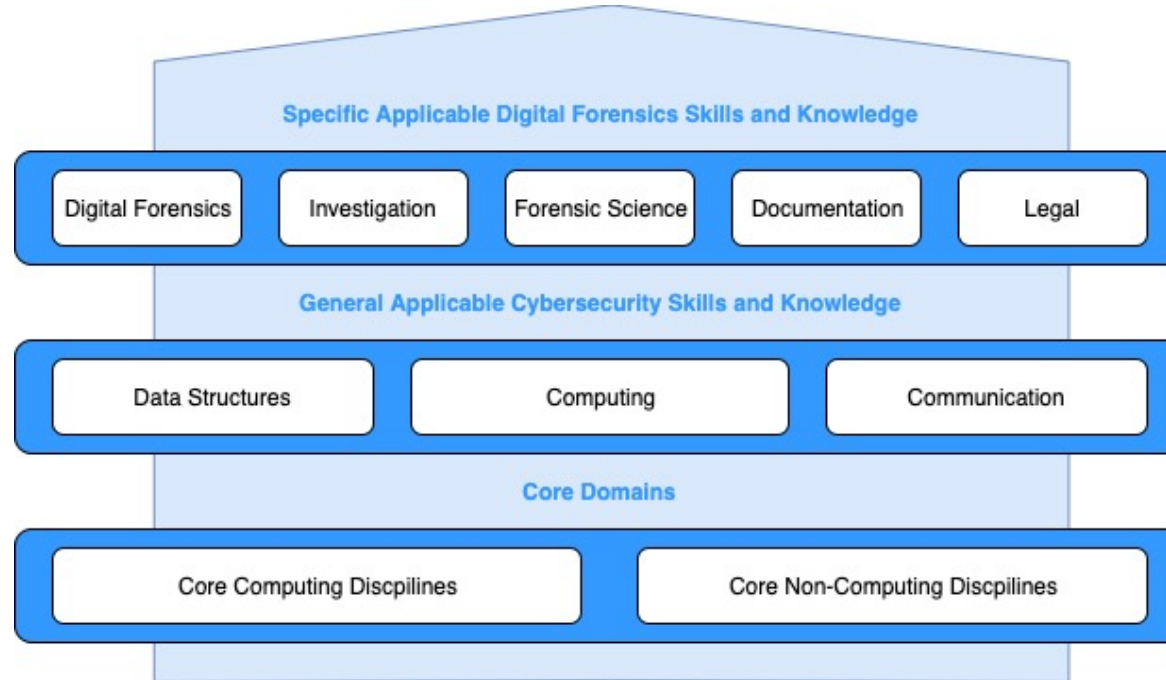 Specific Applicable Digital Forensics Skills and Knowledge
Digital Forensics
Investigation
Forensic Science
Documentation
Legal
General Applicable Cybersecurity Skills and Knowledge
Data Structures
Computing
Communication
Core Domains
Core Computing Discpilines
Core Non-Computing Discpilines